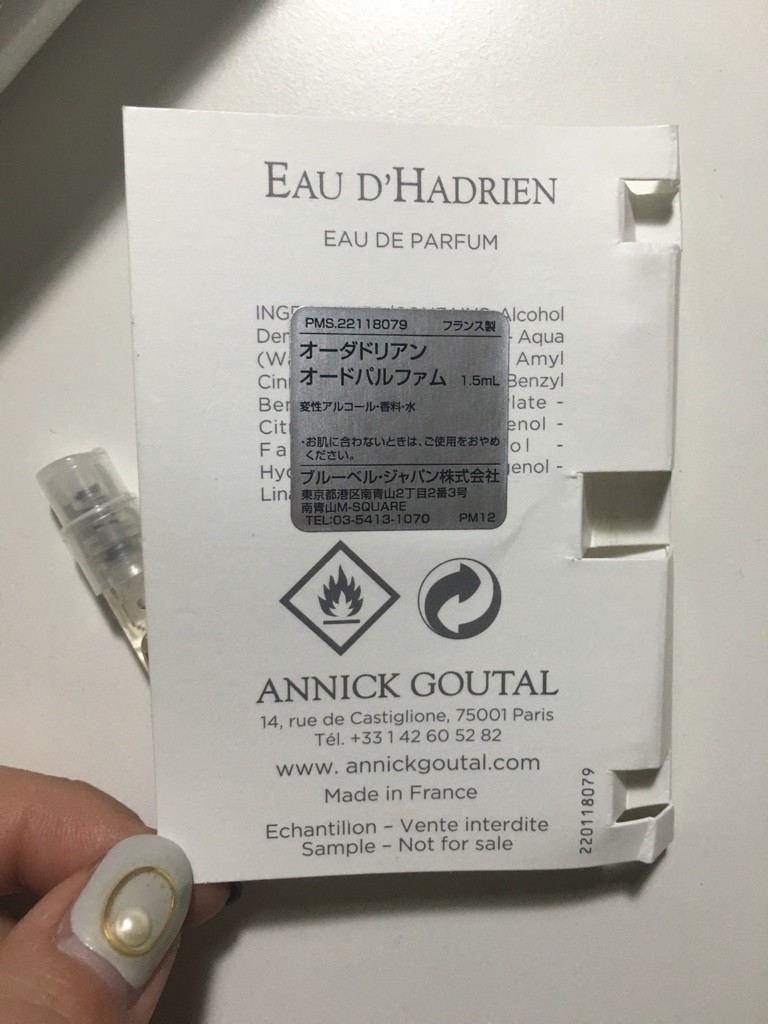 EAU D'HADRIEN
EAU DE PARFUM
Alcohol
- Aqua
Amyl
Benzyl
PMS.22118079 フランス製
オーダドリアン
オードパルファム 1.5mL
変性アルコール・香料・水
・お肌に合わないときは、ご使用をおやめ
ください。
ブルーベル・ジャパン株式会社
東京都港区南青山2丁目2番3号
南青山M-SQUARE
TEL:03-5413-1070 PM12
ANNICK GOUTAL
14, rue de Castiglione, 75001 Paris
Tél. +33 1 42 60 52 82
www. annickgoutal.com
Made in France
Echantillon – Vente interdite
Sample – Not for sale
220118079